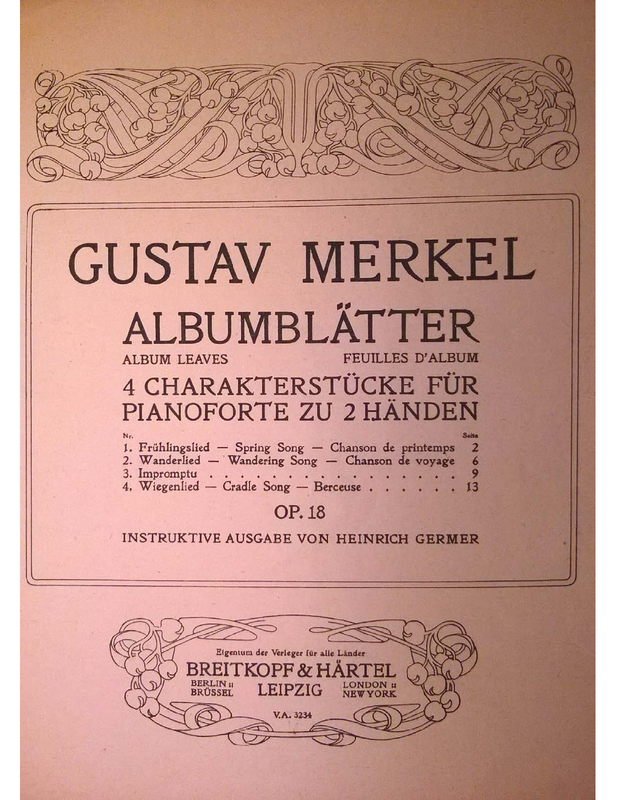 GUSTAV MERKEL
ALBUMBLÄTTER
ALBUM LEAVES FEUILLES D'ALBUM
4 CHARAKTERSTÜCKE FÜR
PIANOFORTE ZU 2 HÄNDEN
Nr. Seite
1. Frühlingslied — Spring Song — Chanson de printemps 2
2. Wanderlied — Wandering Song — Chanson de voyage 6
3. Impromptu . . . . . . . . . . . . . . . . 9
4. Wiegenlied — Cradle Song — Berceuse . . . . . . 13
OP. 18
INSTRUKTIVE AUSGABE VON HEINRICH GERMER
Eigentum der Verleger für alle Länder
BREITKOPF & HÄRTEL
BERLIN :: LONDON ::
BRÜSSEL LEIPZIG NEW YORK
V.A. 3234